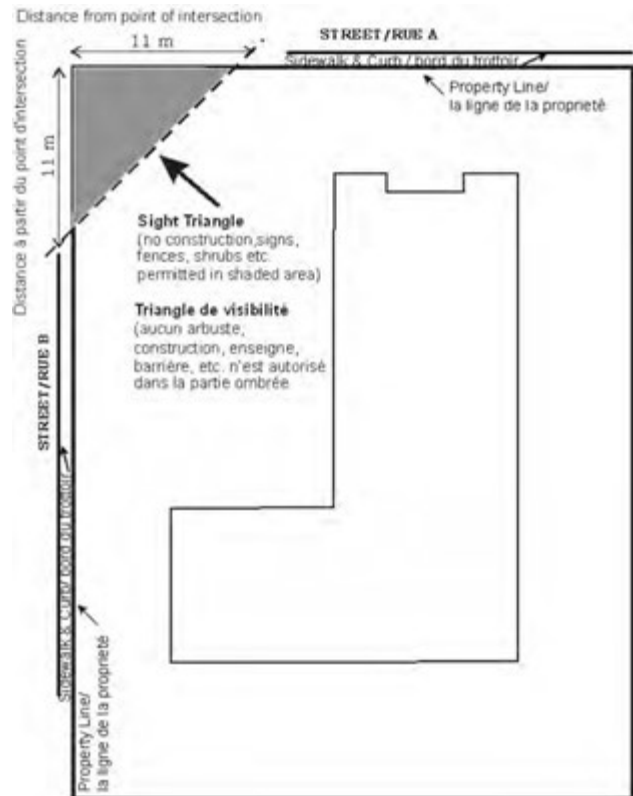 Distance from point of intersection
11 m
STREET/RUE A
Sidewalk & Curb / bord du trottoir
Property Line/
la ligne de la proprieté
11 m
Distance à partir du point d'intersection
Sight Triangle
(no construction,signs,
fences, shrubs etc.
permitted in shaded area)
Triangle de visibilité
(aucun arbuste,
construction, enseigne,
barrière, etc. n'est autorisé
dans la partie ombrée
STREET/RUE B
Sidewalk & Curb/ bord du trottoir
Property Line/
la ligne de la proprieté